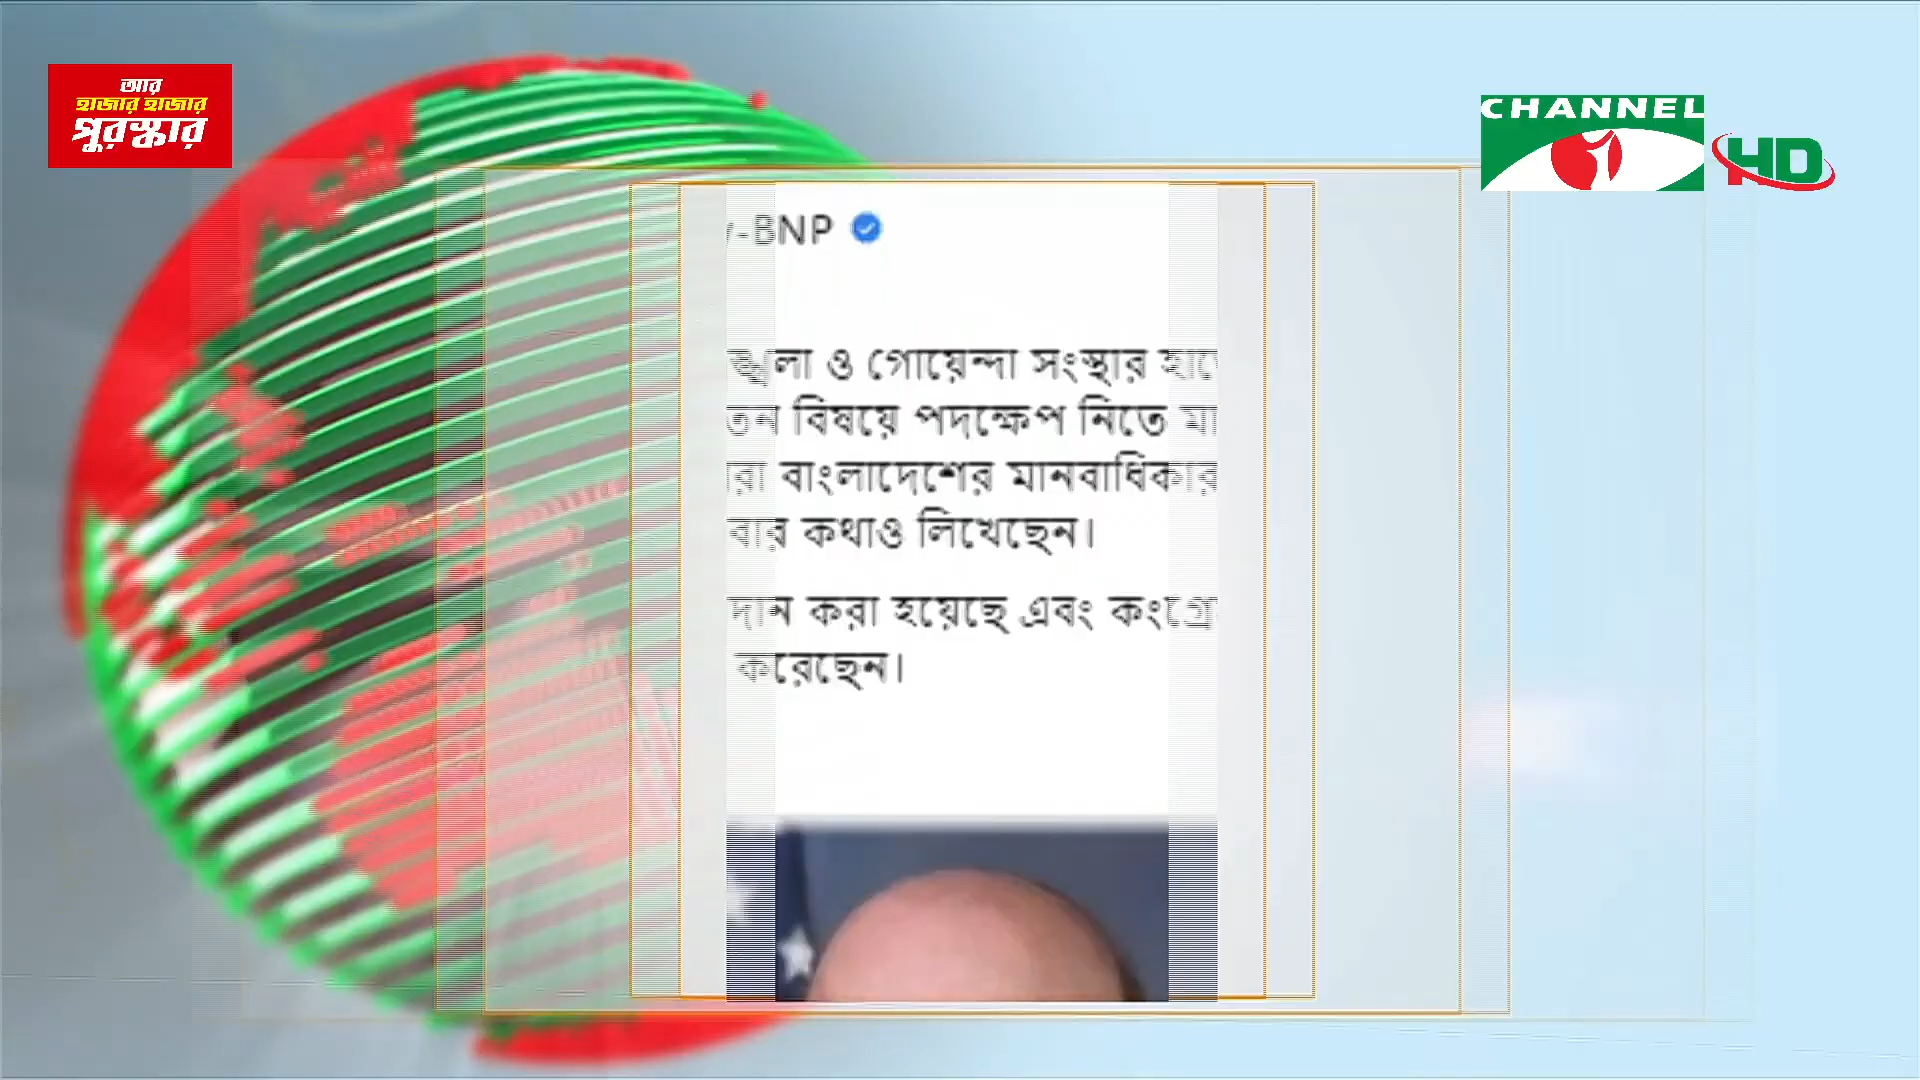 আর
হাজার হাজার
পুরস্কার
CHANNEL
i
HD
-BNP
ও গোয়েন্দা সংস্থার
বিষয়ে পদক্ষেপ নিতে
বাংলাদেশের মানবাধিকার
কথাও লিখেছেন।
করা হয়েছে এবং
করেছেন।